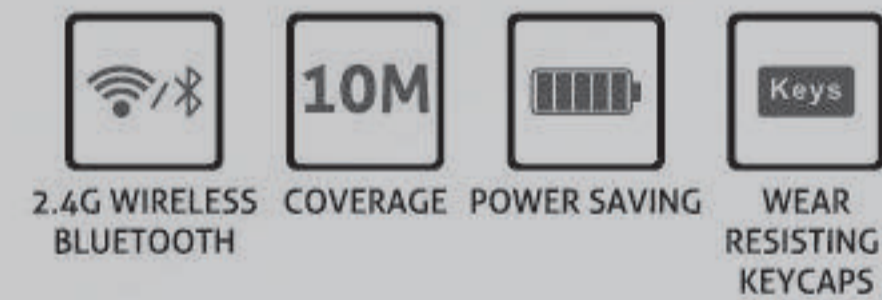 10M
Keys
2.4G WIRELESS
BLUETOOTH
COVERAGE
POWER SAVING
WEAR
RESISTING
KEYCAPS